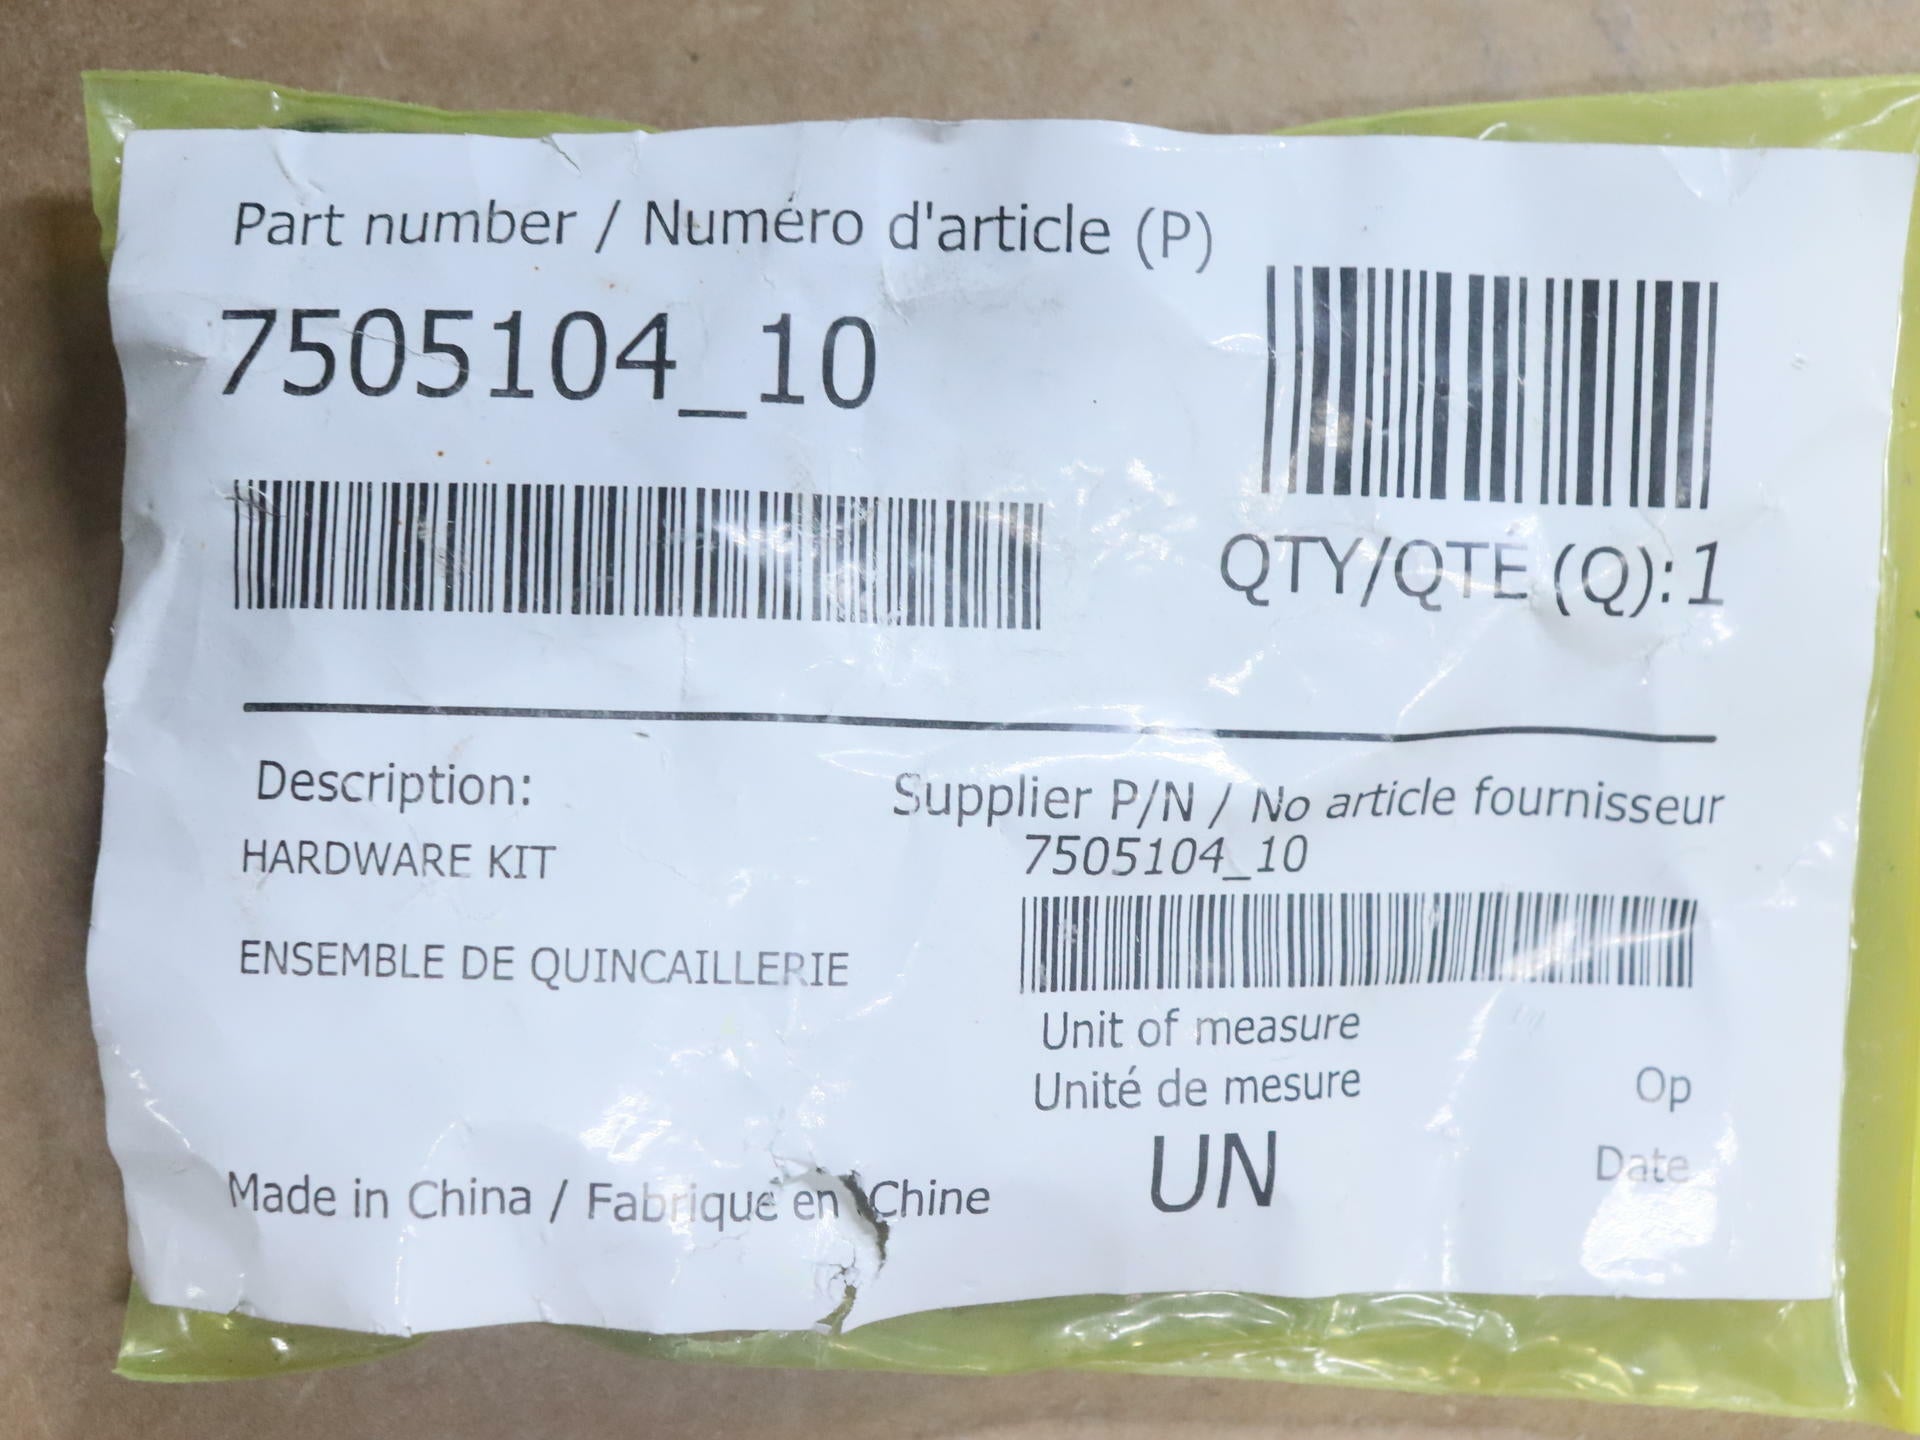 Part number / Numéro d'article (P)
7505104_10
QTY/QTÉ (Q): 1
Description:
HARDWARE KIT
ENSEMBLE DE QUINCAILLERIE
Supplier P/N / No article fournisseur
7505104_10
Unit of measure
Unité de mesure
UN
Op
Date
Made in China / Fabriqué en Chine